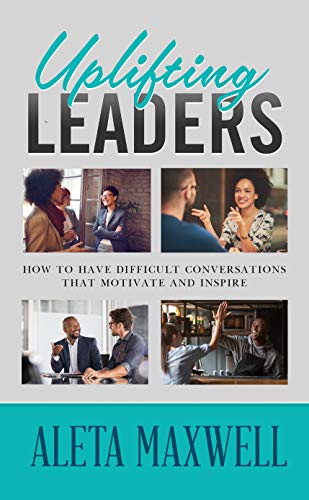 Uplifting
LEADERS
HOW TO HAVE DIFFICULT CONVERSATIONS
THAT MOTIVATE AND INSPIRE
ALETA MAXWELL